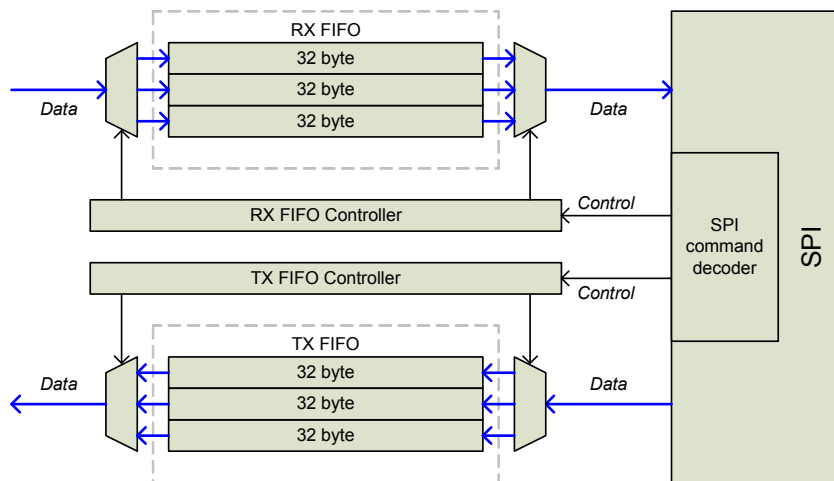 RX FIFO
32 byte
32 byte
32 byte
Data
Data
RX FIFO Controller
Control
SPI
command
decoder
SPI
TX FIFO Controller
Control
TX FIFO
32 byte
32 byte
32 byte
Data
Data